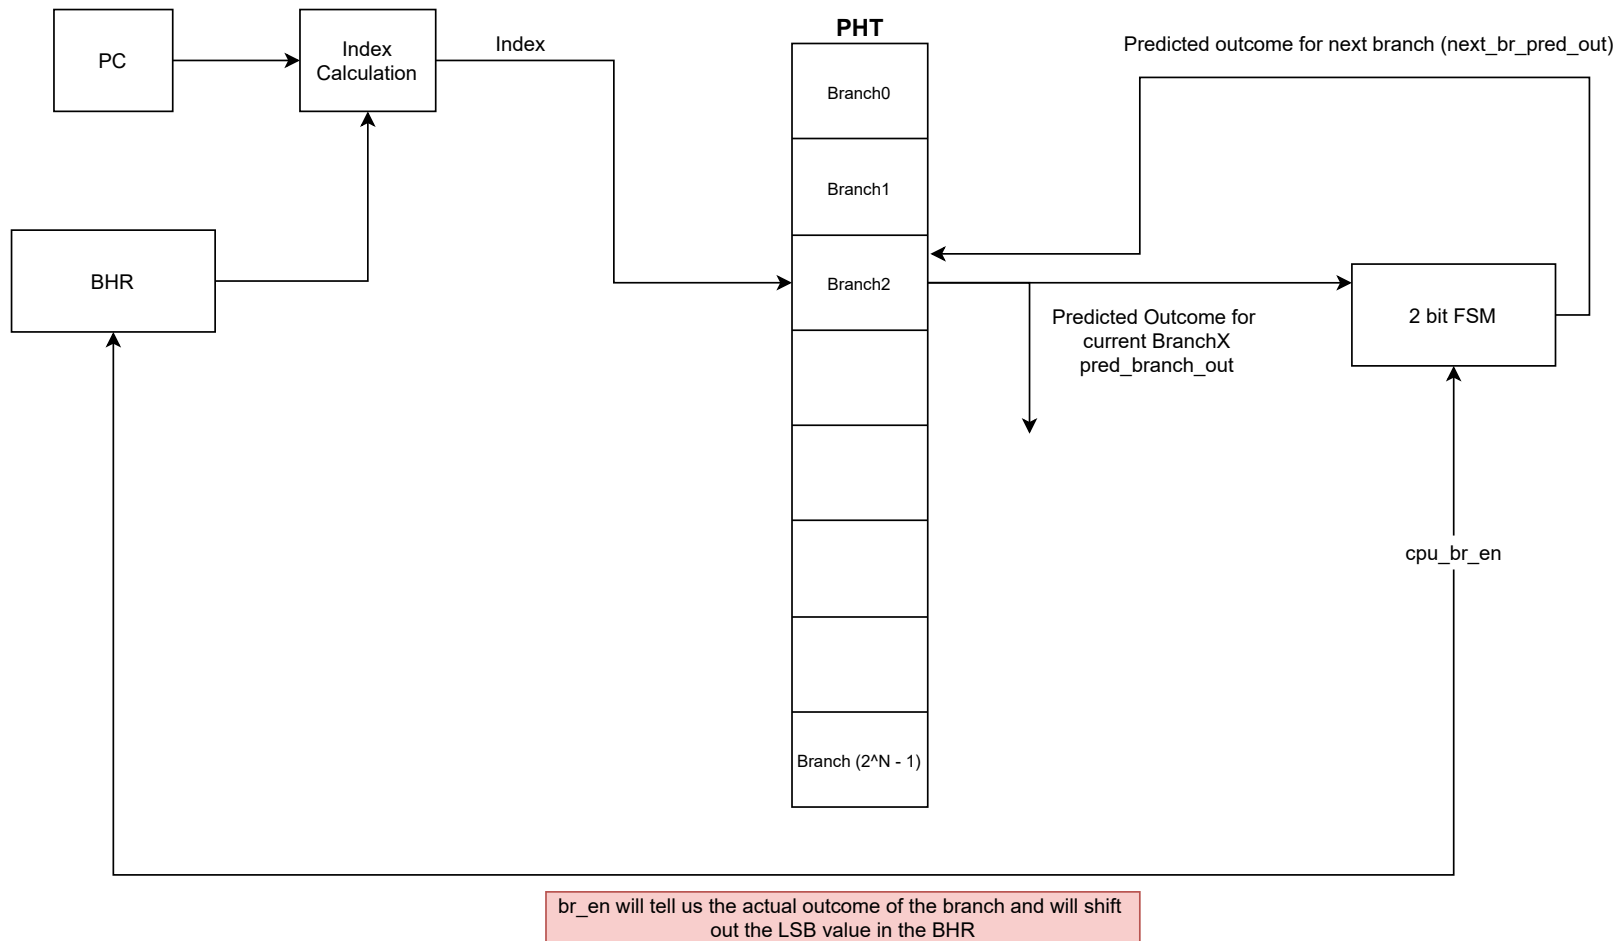 PHT
Predicted outcome for next branch (next_br_pred_out)
PC
Index
Calculation
Index
Branch0
Branch1
BHR
Branch2
2 bit FSM
Predicted Outcome for
current BranchX
pred_branch_out
cpu_br_en
Branch (2^N - 1)
br_en will tell us the actual outcome of the branch and will shift
out the LSB value in the BHR